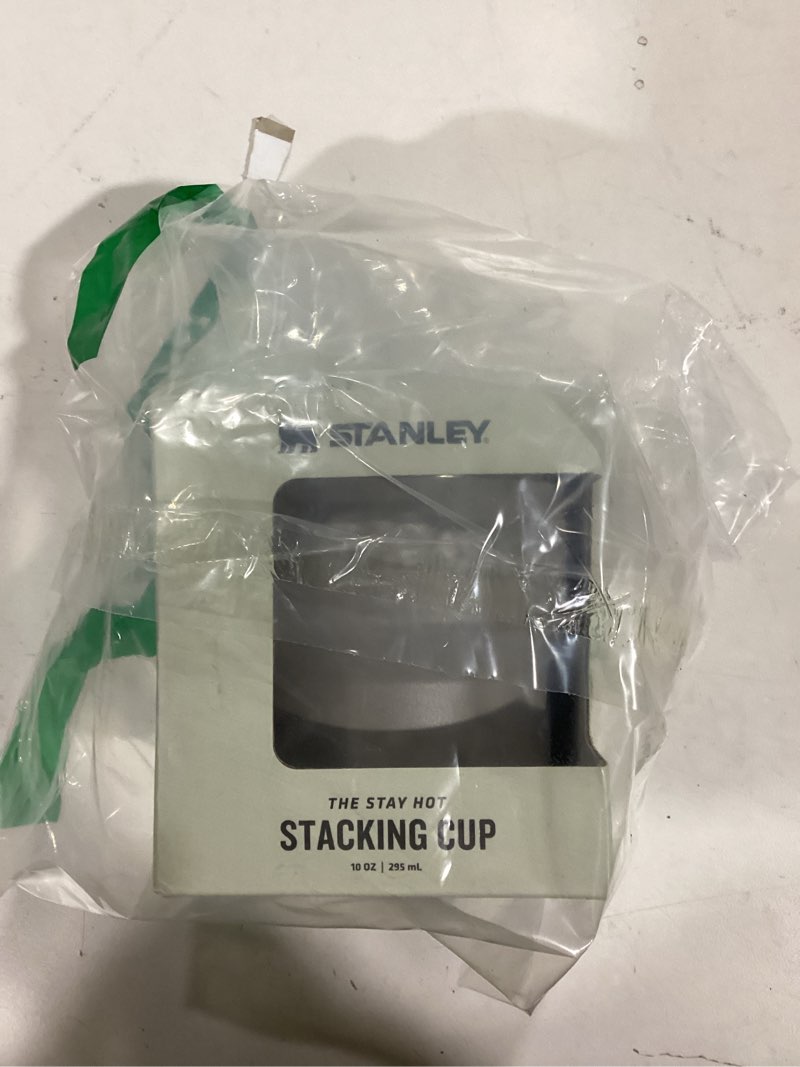 STANLEY®
THE STAY HOT
STACKING CUP
10 OZ | 295 mL